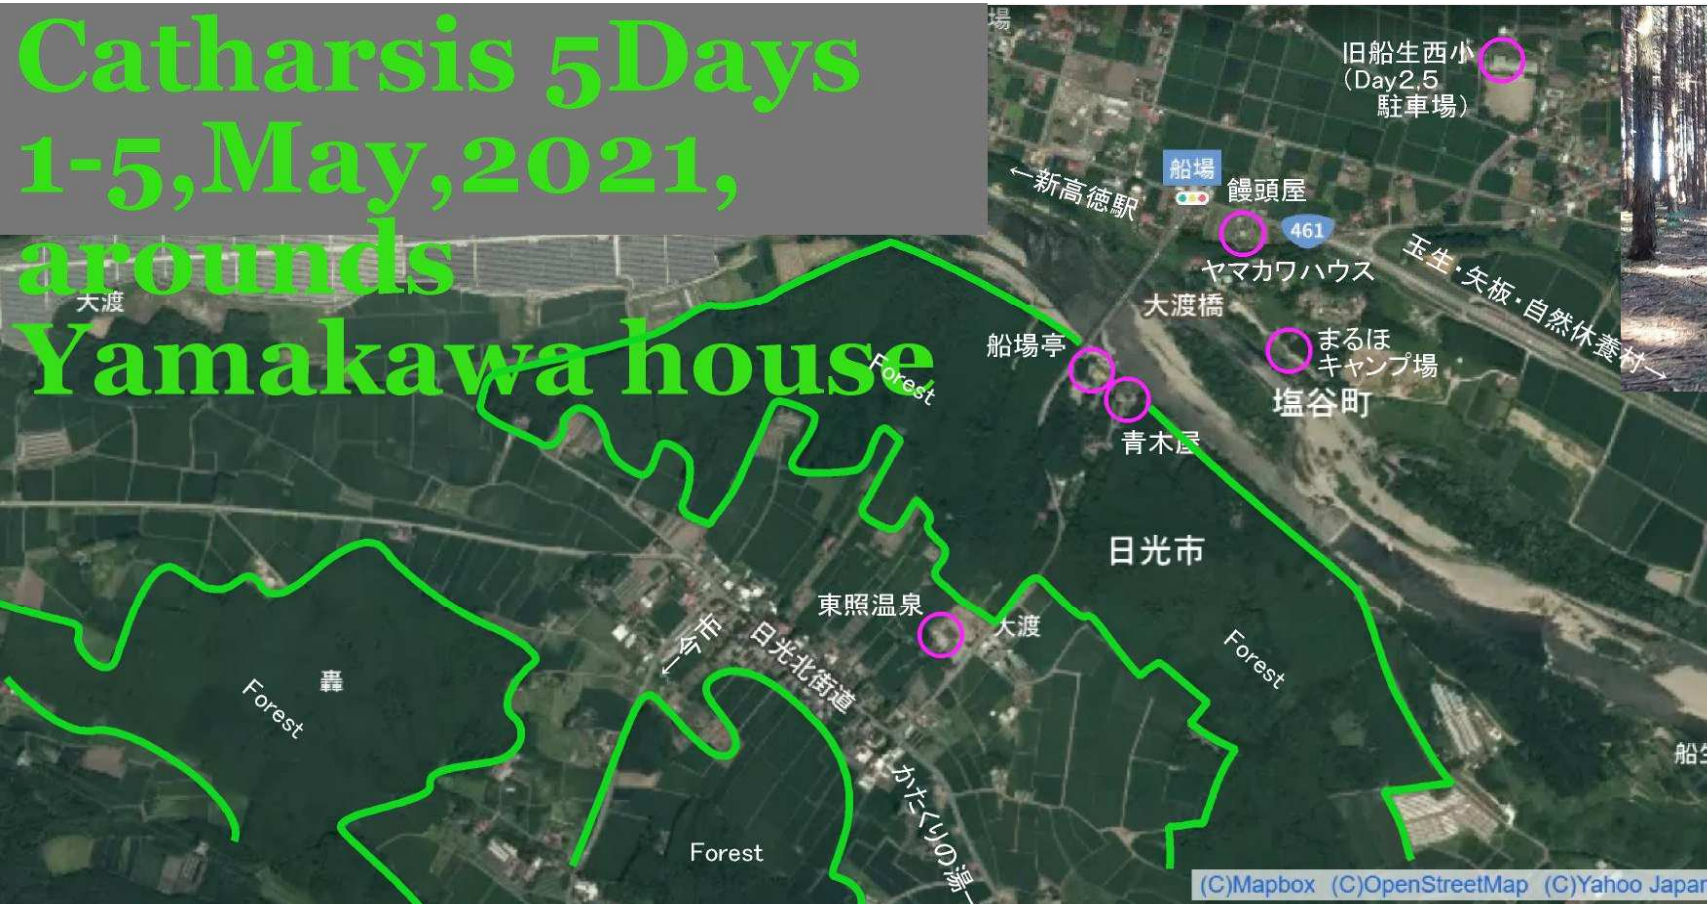 Catharsis 5Days
1-5,May,2021,
arounds
Yamakawa house,
場
旧船生西小
(Day2,5
駐車場)
船場
←新高徳駅
饅頭屋
461
ヤマカワハウス
玉生・矢板・自然休養村→
大渡橋
大渡
船場亭
まるほ
キャンプ場
Forest
塩谷町
青木屋
日光市
東照温泉
大渡
←今市
日光北街道
Forest
轟
Forest
かたくりの湯→
Forest
船生
(C)Mapbox (C)OpenStreetMap (C)Yahoo Japan